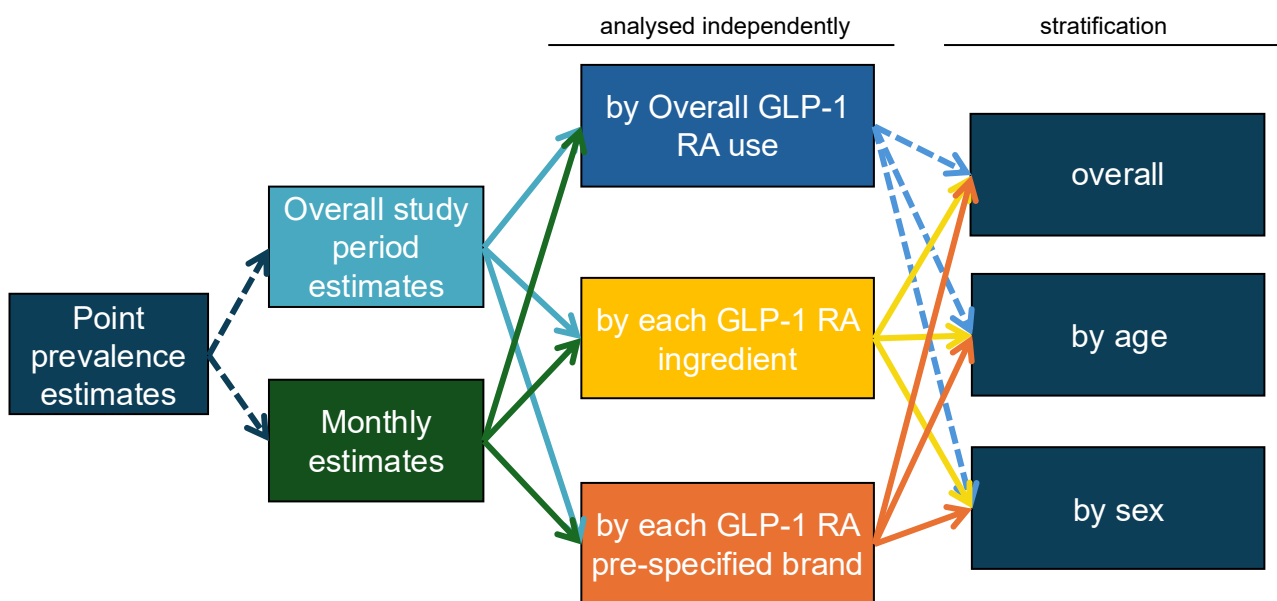 analysed independently
stratification
by Overall GLP-1
RA use
overall
Overall study
period
estimates
Point
prevalence
estimates
by each GLP-1 RA
ingredient
by age
Monthly
estimates
by each GLP-1 RA
pre-specified brand
by sex